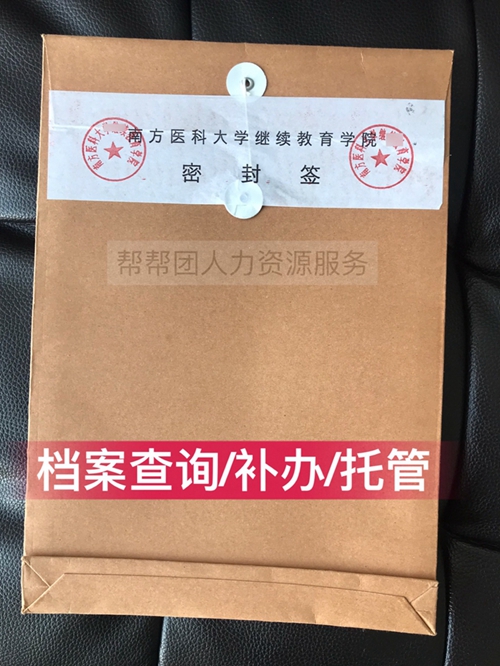 南方医科大学继续教育学院
密封签
帮帮团人力资源服务
档案查询/补办/托管